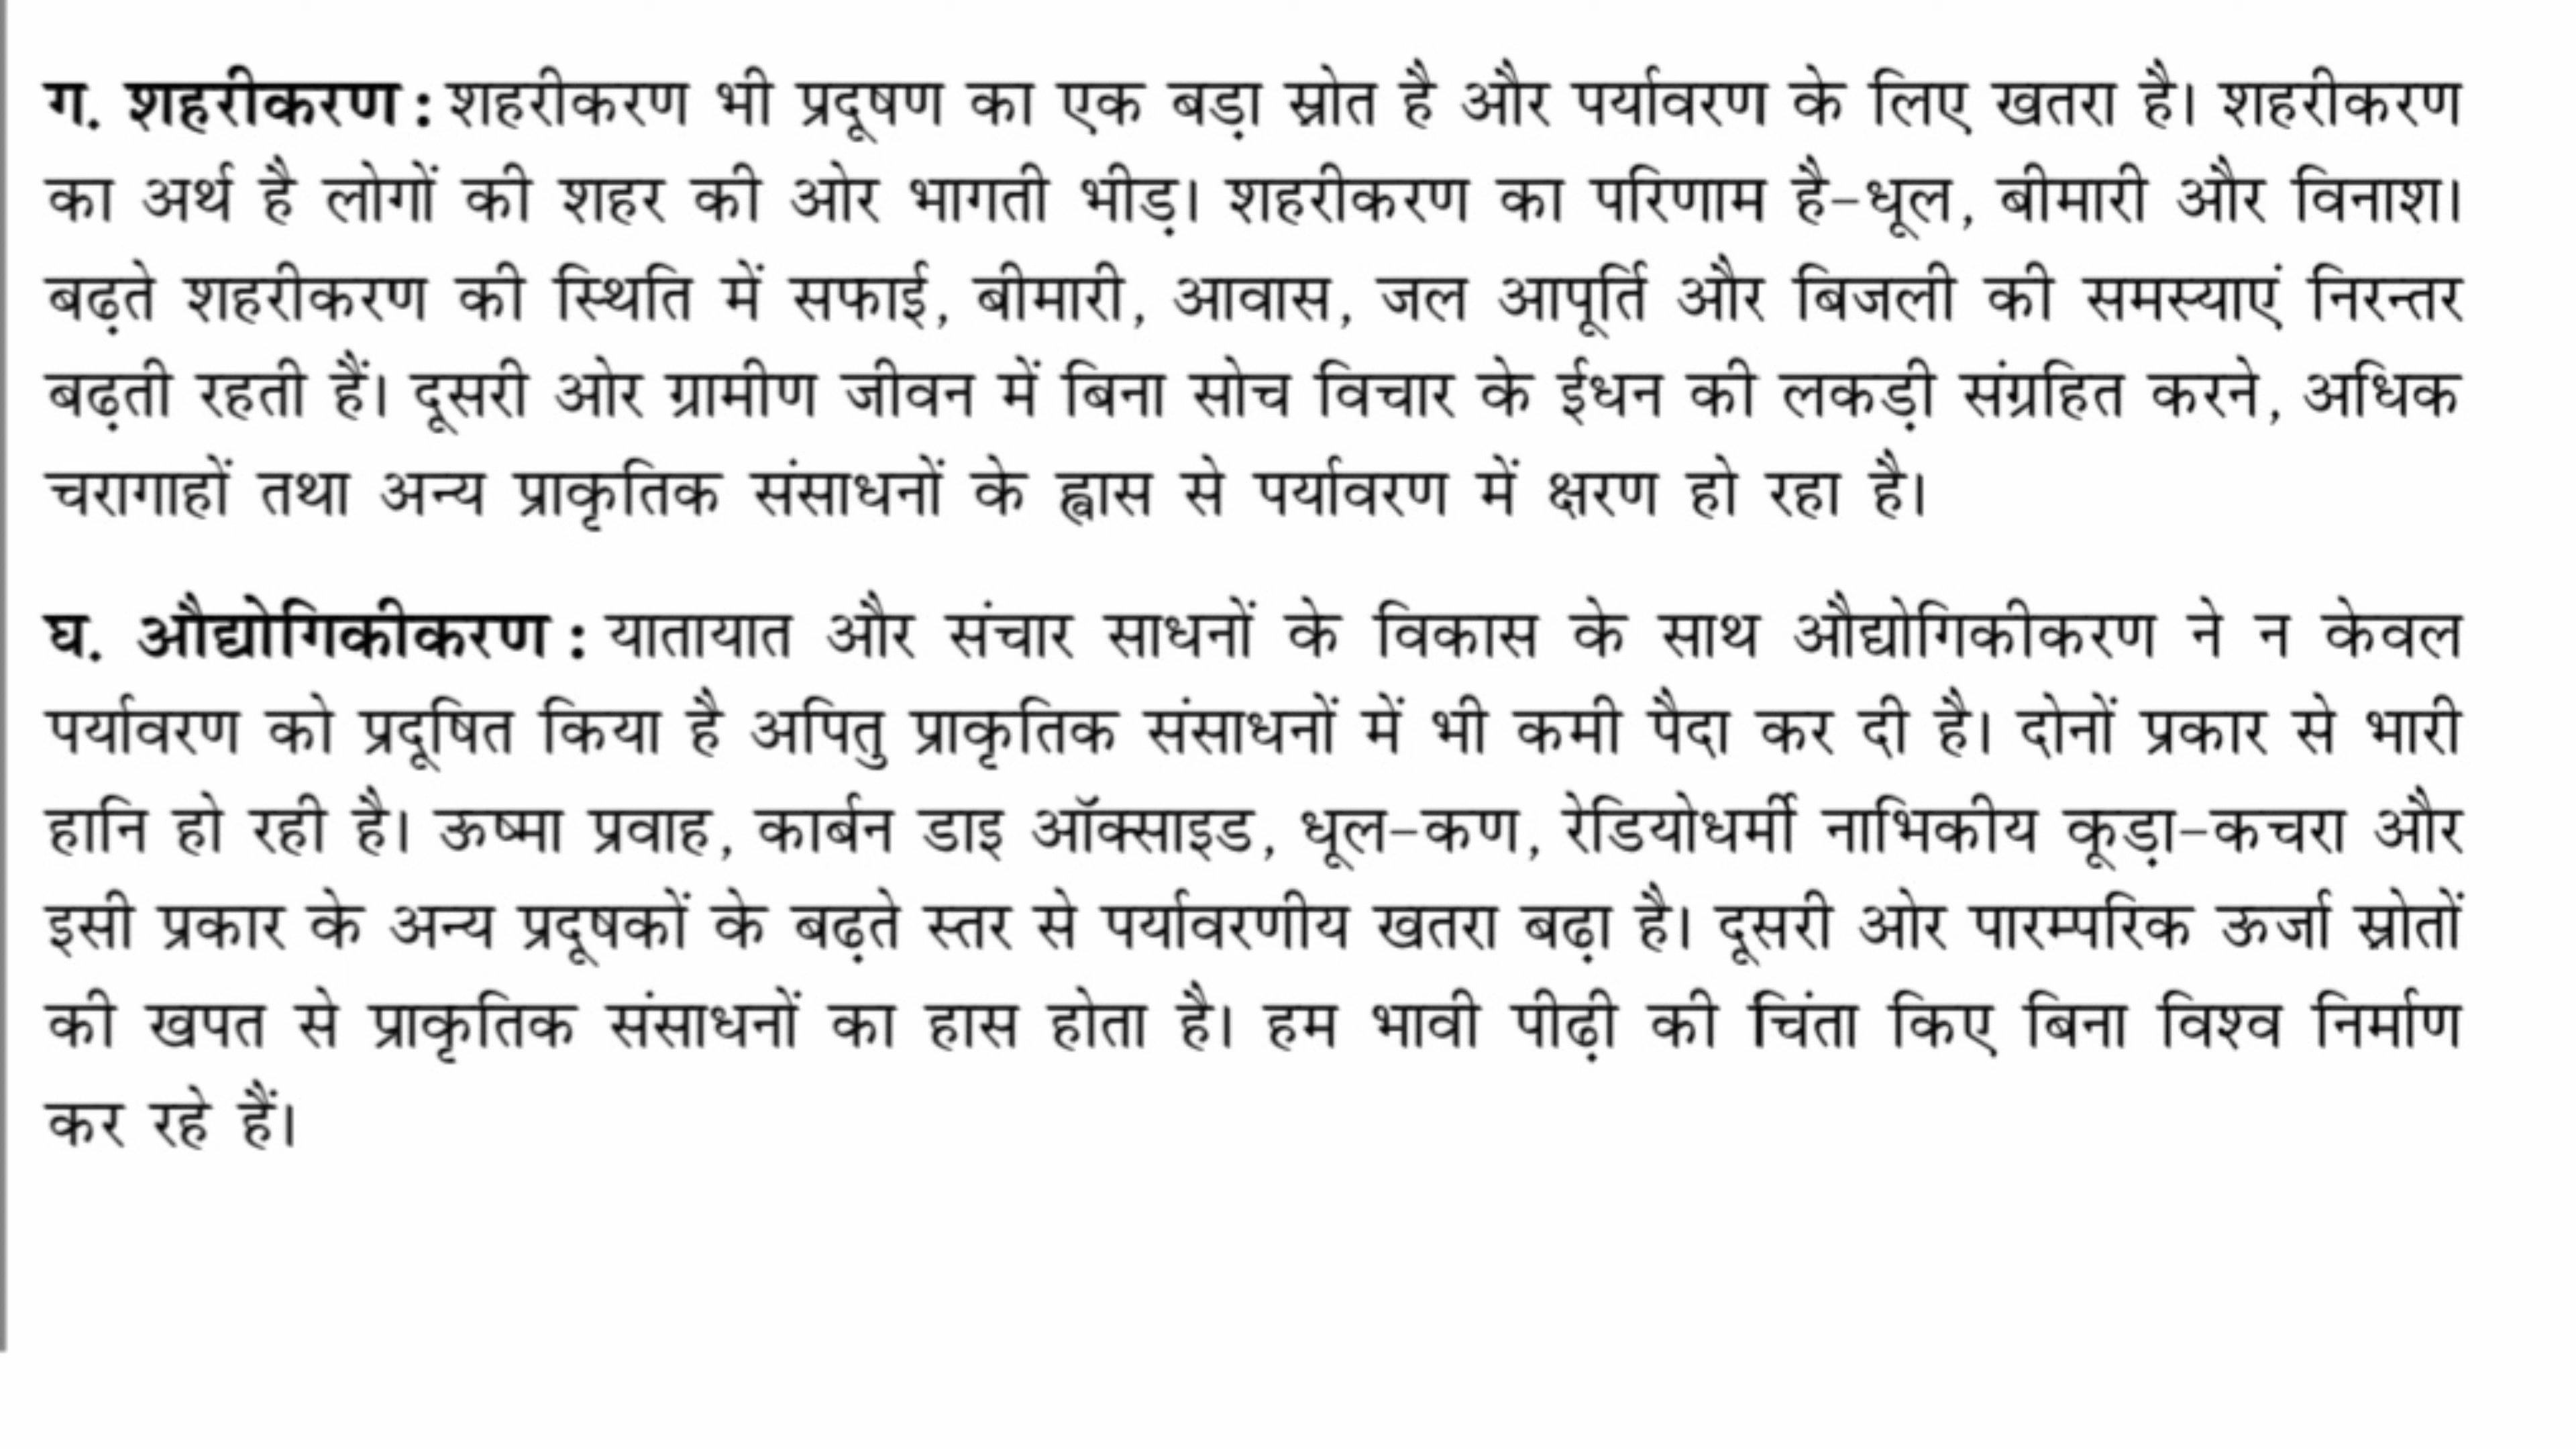 ग. शहरीकरण : शहरीकरण भी प्रदूषण का एक बड़ा स्रोत है और पर्यावरण के लिए खतरा है। शहरीकरण
का अर्थ है लोगों की शहर की ओर भागती भीड़। शहरीकरण का परिणाम है-धूल, बीमारी और विनाश।
बढ़ते शहरीकरण की स्थिति में सफाई, बीमारी, आवास, जल आपूर्ति और बिजली की समस्याएं निरन्तर
बढ़ती रहती हैं। दूसरी ओर ग्रामीण जीवन में बिना सोच विचार के ईधन की लकड़ी संग्रहित करने, अधिक
चरागाहों तथा अन्य प्राकृतिक संसाधनों के ह्वास से पर्यावरण में क्षरण हो रहा है।
घ. औद्योगिकीकरण : यातायात और संचार साधनों के विकास के साथ औद्योगिकीकरण ने न केवल
पर्यावरण को प्रदूषित किया है अपितु प्राकृतिक संसाधनों में भी कमी पैदा कर दी है। दोनों प्रकार से भारी
हानि हो रही है। ऊष्मा प्रवाह, कार्बन डाइ ऑक्साइड, धूल-कण, रेडियोधर्मी नाभिकीय कूड़ा-कचरा और
इसी प्रकार के अन्य प्रदूषकों के बढ़ते स्तर से पर्यावरणीय खतरा बढ़ा है। दूसरी ओर पारम्परिक ऊर्जा स्रोतों
की खपत से प्राकृतिक संसाधनों का हास होता है। हम भावी पीढ़ी की चिंता किए बिना विश्व निर्माण
कर रहे हैं।